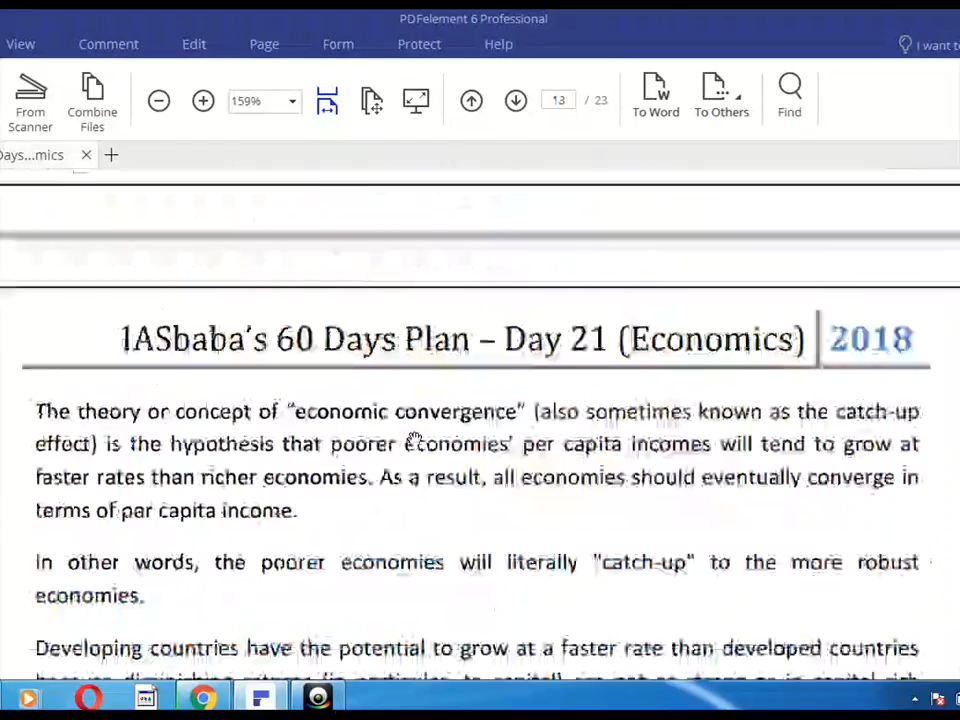 PDFelement 6 Professional
View Comment Edit Page Form Protect Help I want to
From Scanner
Combine Files
159%
13 / 23
To Word
To Others
Find
Days...mics
IASbaba's 60 Days Plan – Day 21 (Economics) 2018
The theory or concept of "economic convergence" (also sometimes known as the catch-up
effect) is the hypothesis that poorer economies' per capita incomes will tend to grow at
faster rates than richer economies. As a result, all economies should eventually converge in
terms of per capita income.
In other words, the poorer economies will literally "catch-up" to the more robust
economies.
Developing countries have the potential to grow at a faster rate than developed countries